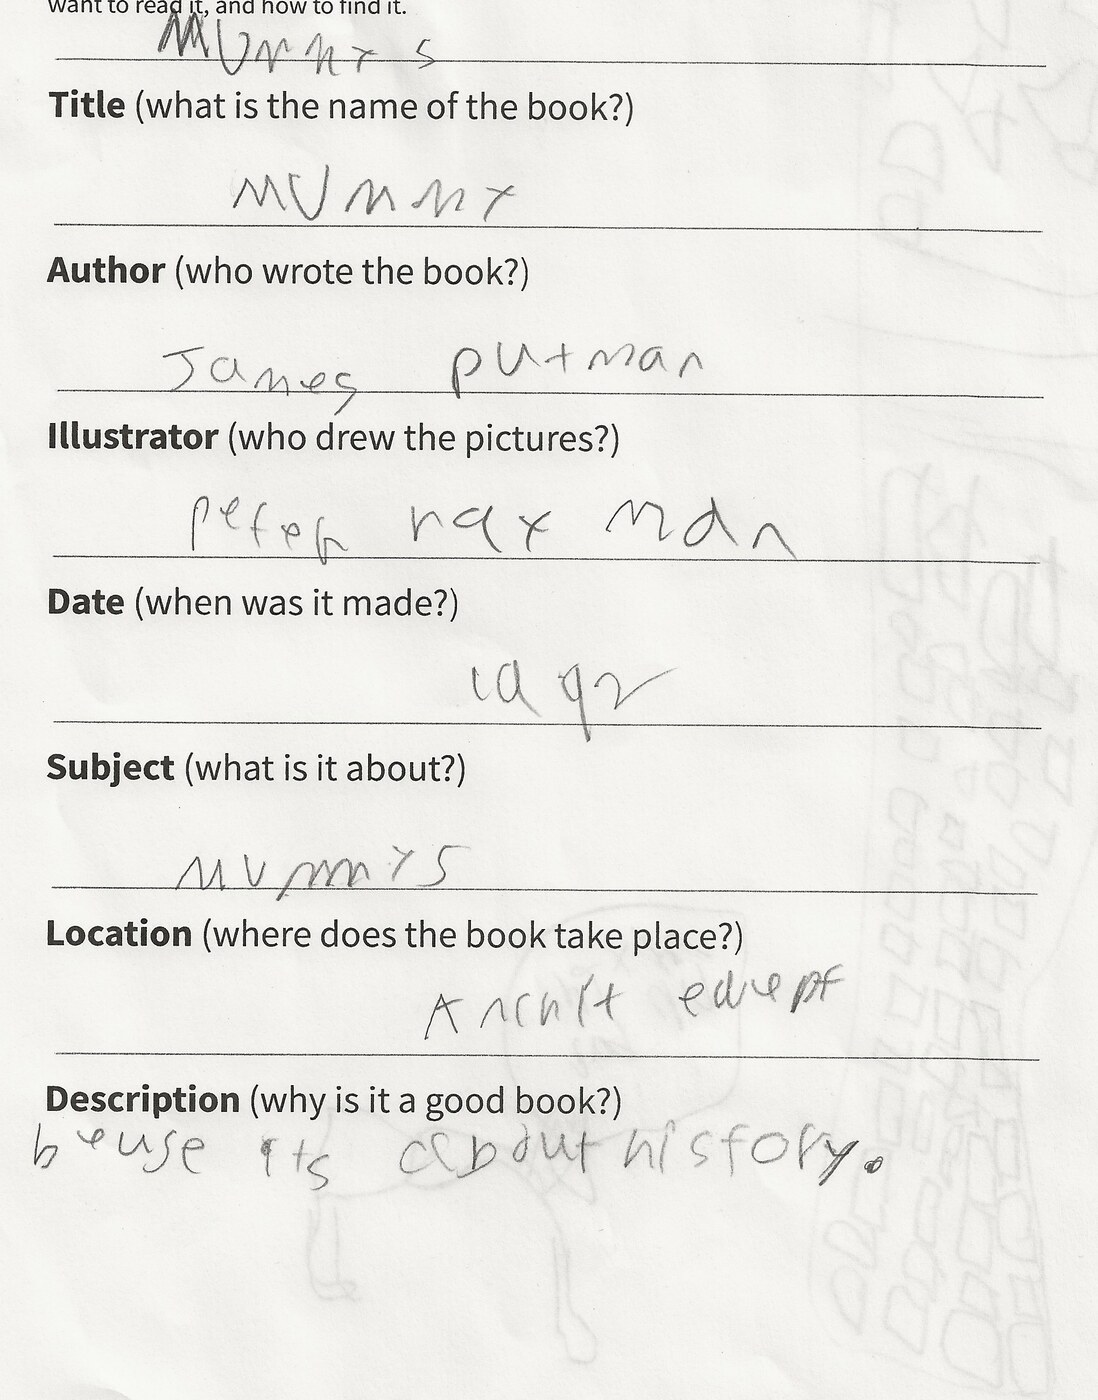 want to read it, and how to find it.
MUmmys
Title (what is the name of the book?)
MUmmy
Author (who wrote the book?)
James putman
Illustrator (who drew the pictures?)
peter hay man
Date (when was it made?)
1992
Subject (what is it about?)
MUmmys
Location (where does the book take place?)
Ancnit
Description (why is it a good book?)
beuse its about history.